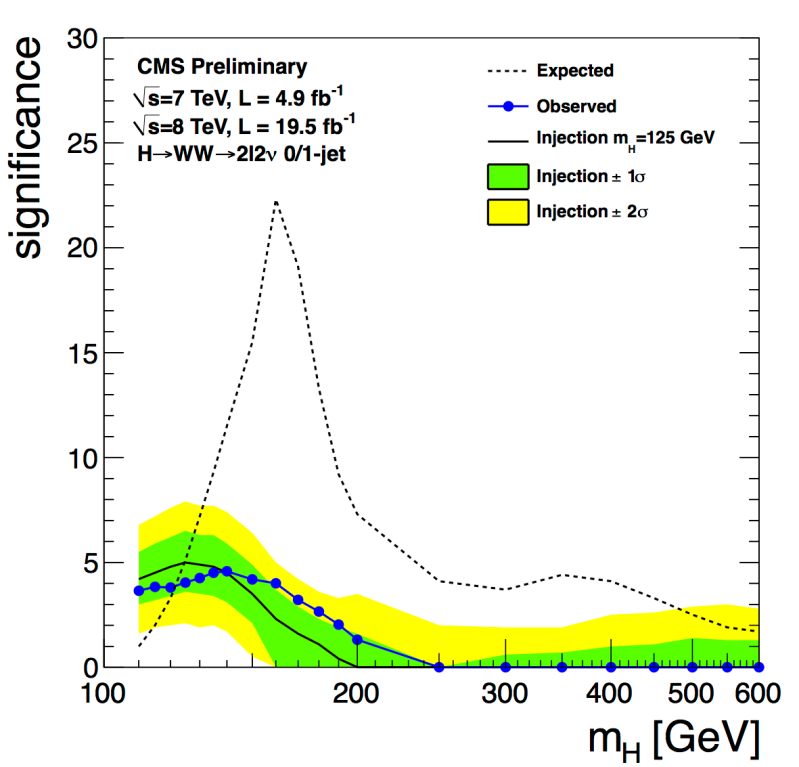 significance
30
25
20
15
10
5
0
CMS Preliminary
√s=7 TeV, L = 4.9 fb⁻¹
√s=8 TeV, L = 19.5 fb⁻¹
H→WW→2l2ν 0/1-jet
Expected
Observed
Injection m_H=125 GeV
Injection ± 1σ
Injection ± 2σ
100 200 300 400 500 600
m_H [GeV]